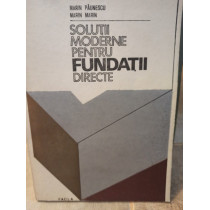 MARIN PĂUNESCU
MARIN MARIN
SOLUȚII
MODERNE
PENTRU
FUNDAȚII
DIRECTE
FACLA